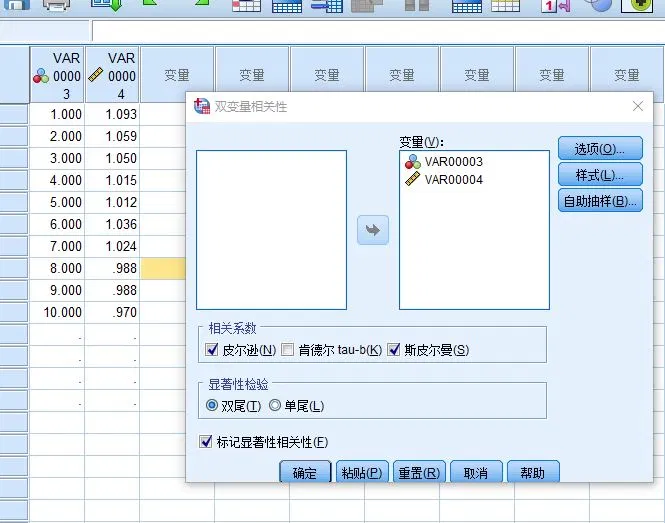 VAR00003 VAR00004 变量 变量 变量 变量 变量 变量 变量
1.000 1.093
2.000 1.059
3.000 1.050
4.000 1.015
5.000 1.012
6.000 1.036
7.000 1.024
8.000 .988
9.000 .988
10.000 .970
. .
. .
. .
. .
双变量相关性
变量(V):
VAR00003
VAR00004
选项(O)...
样式(L)...
自助抽样(B)...
相关系数
皮尔逊(N) 肯德尔 tau-b(K) 斯皮尔曼(S)
显著性检验
双尾(T) 单尾(L)
标记显著性相关性(F)
确定 粘贴(P) 重置(R) 取消 帮助